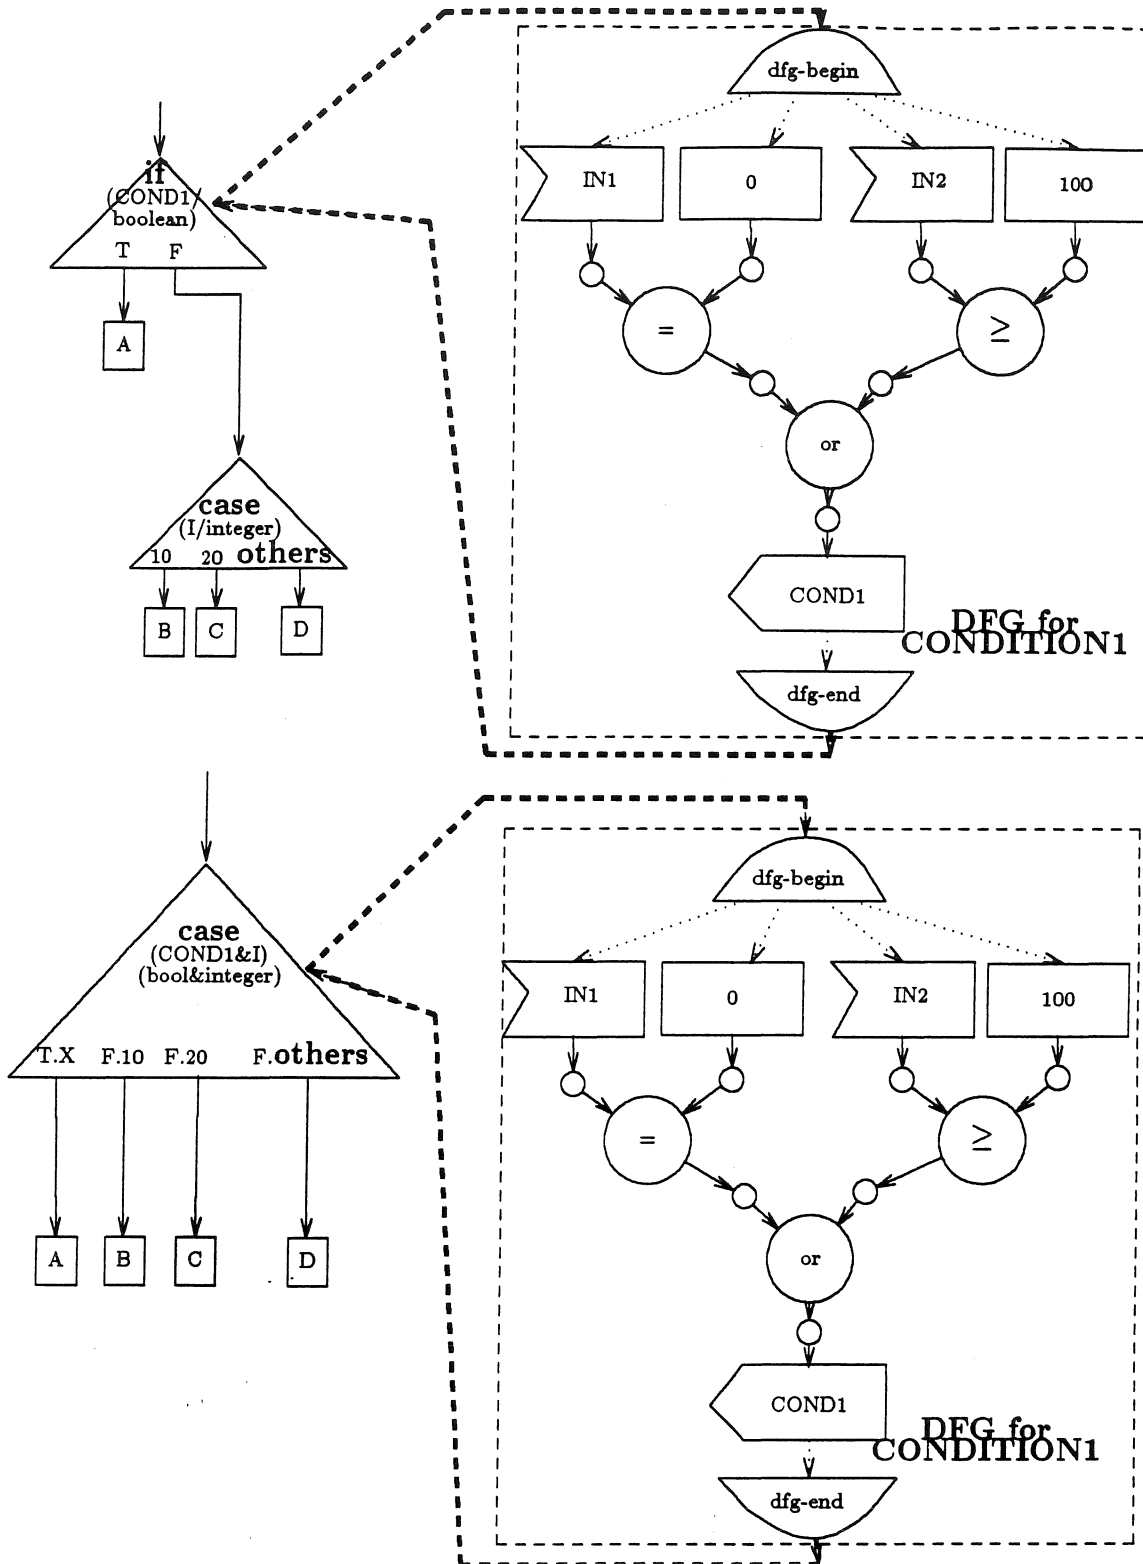 dfg-begin
if
(COND1/
boolean)
T F
IN1
0
IN2
100
=
≥
A
or
case
(I/integer)
10 20 others
B
C
D
COND1
DFG for
CONDITION1
dfg-end
dfg-begin
case
(COND1&I)
(bool&integer)
T.X F.10 F.20 F.others
IN1
0
IN2
100
=
≥
A
B
C
D
or
COND1
DFG for
CONDITION1
dfg-end